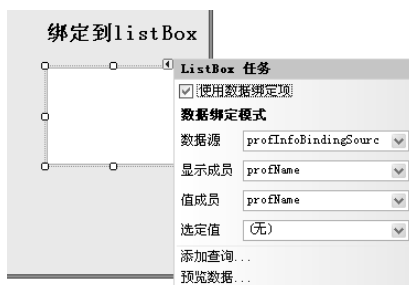 绑定到listBox
ListBox 任务
使用数据绑定项
数据绑定模式
数据源 profInfoBindingSourc
显示成员 profName
值成员 profName
选定值 (无)
添加查询...
预览数据...